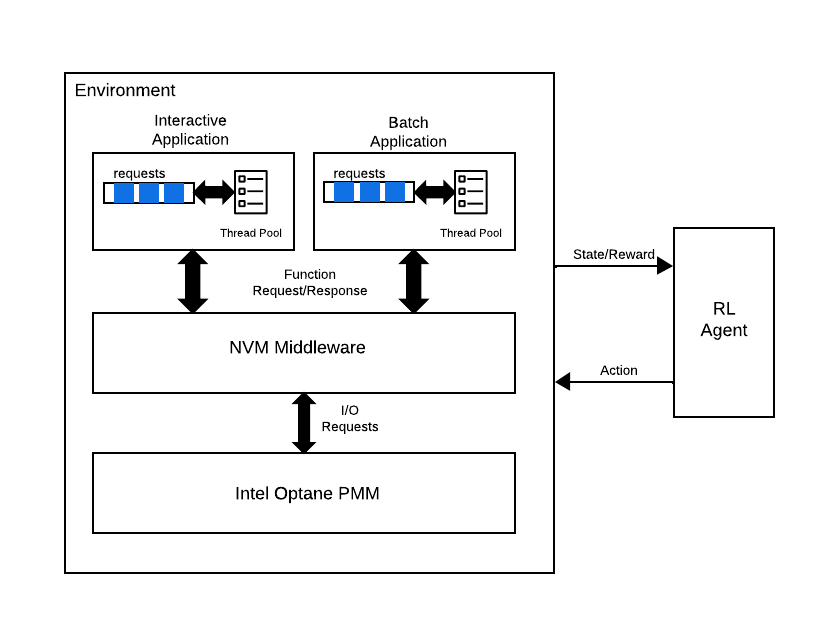 Environment
Interactive
Application
Batch
Application
requests
Thread Pool
requests
Thread Pool
Function
Request/Response
NVM Middleware
I/O
Requests
Intel Optane PMM
State/Reward
Action
RL
Agent